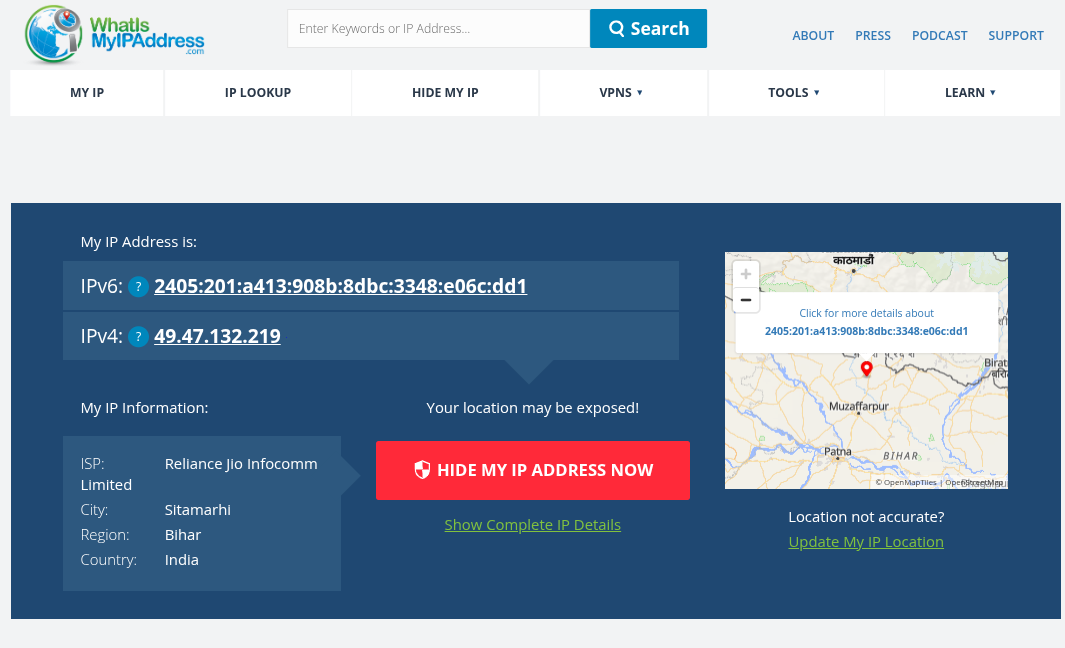 WhatIs
MyIPAddress
.com
Enter Keywords or IP Address...
Search
ABOUT PRESS PODCAST SUPPORT
MY IP IP LOOKUP HIDE MY IP VPNS ▾ TOOLS ▾ LEARN ▾
My IP Address is:
IPv6: ? 2405:201:a413:908b:8dbc:3348:e06c:dd1
IPv4: ? 49.47.132.219
My IP Information:
ISP: Reliance Jio Infocomm
Limited
City: Sitamarhi
Region: Bihar
Country: India
Your location may be exposed!
HIDE MY IP ADDRESS NOW
Show Complete IP Details
काठमाडौं
+
−
Click for more details about
2405:201:a413:908b:8dbc:3348:e06c:dd1
Birat
Muzaffarpur
Patna
BIHAR
© OpenMapTiles | OpenStreetMap
Location not accurate?
Update My IP Location